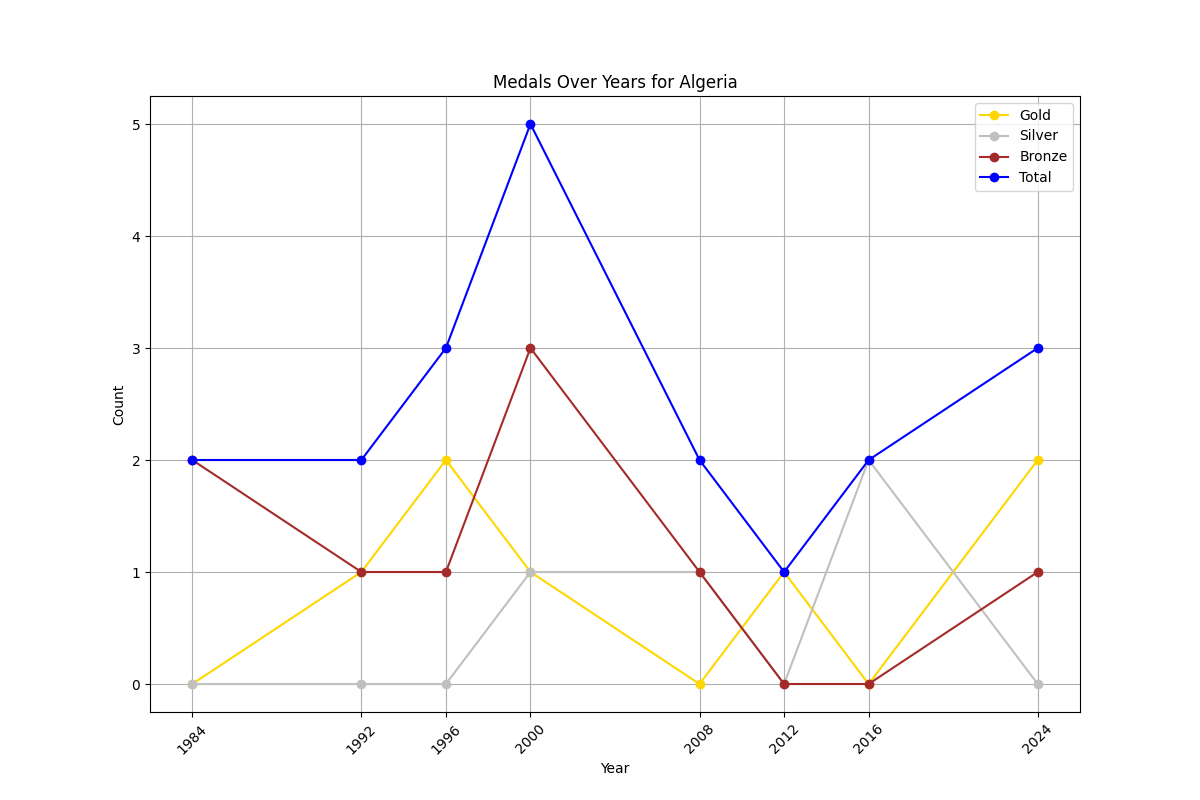 Medals Over Years for Algeria
Gold
Silver
Bronze
Total
5
4
3
2
1
0
Count
1984
1992
1996
2000
2008
2012
2016
2024
Year